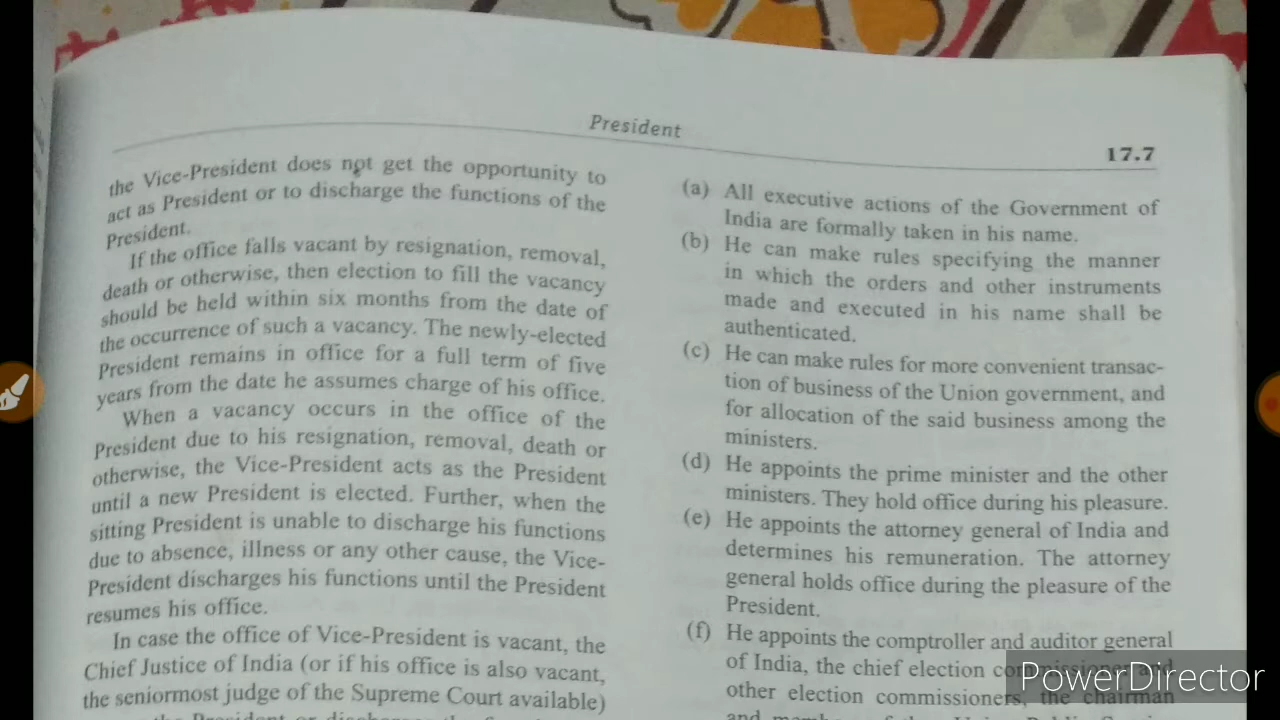 President
17.7
the Vice-President does not get the opportunity to
act as President or to discharge the functions of the
President.
If the office falls vacant by resignation, removal,
death or otherwise, then election to fill the vacancy
should be held within six months from the date of
the occurrence of such a vacancy. The newly-elected
President remains in office for a full term of five
years from the date he assumes charge of his office.
When a vacancy occurs in the office of the
President due to his resignation, removal, death or
otherwise, the Vice-President acts as the President
until a new President is elected. Further, when the
sitting President is unable to discharge his functions
due to absence, illness or any other cause, the Vice-
President discharges his functions until the President
resumes his office.
In case the office of Vice-President is vacant, the
Chief Justice of India (or if his office is also vacant,
the seniormost judge of the Supreme Court available)
(a) All executive actions of the Government of
India are formally taken in his name.
(b) He can make rules specifying the manner
in which the orders and other instruments
made and executed in his name shall be
authenticated.
(c) He can make rules for more convenient transac-
tion of business of the Union government, and
for allocation of the said business among the
ministers.
(d) He appoints the prime minister and the other
ministers. They hold office during his pleasure.
(e) He appoints the attorney general of India and
determines his remuneration. The attorney
general holds office during the pleasure of the
President.
(f) He appoints the comptroller and auditor general
of India, the chief election commissioner and
other election commissioners, the chairman
PowerDirector